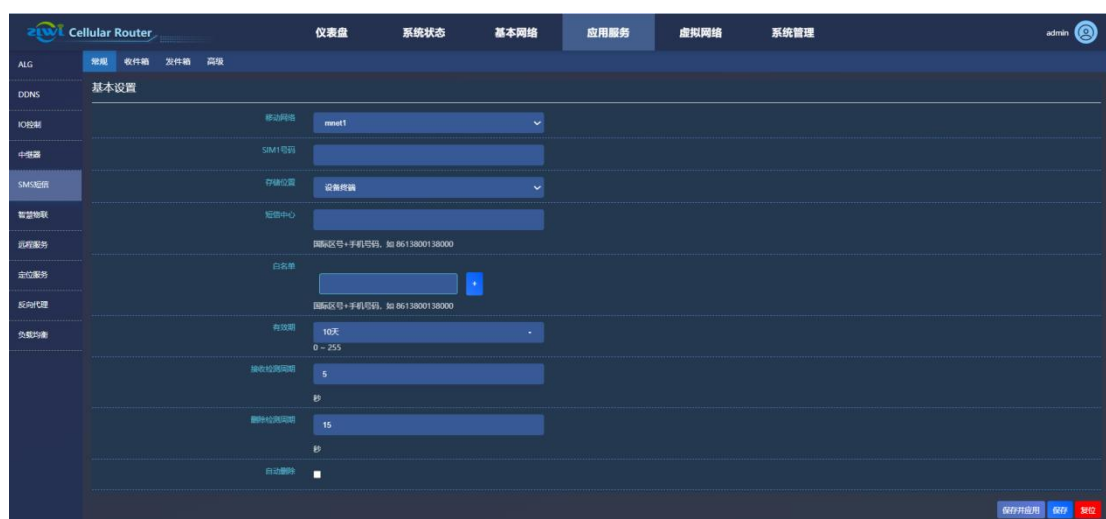 ziwi Cellular Router
仪表盘 系统状态 基本网络 应用服务 虚拟网络 系统管理 admin
常规 收件箱 发件箱 高级
ALG
DDNS
IO控制
中继器
SMS短信
智慧物联
远程服务
定位服务
反向代理
负载均衡
基本设置
移动网络 mnet1
SIM1号码
存储位置 设备终端
短信中心
国际区号+手机号码、如 8613800138000
白名单 +
国际区号+手机号码、如 8613800138000
有效期 10天
0 ~ 255
接收检测周期 5
秒
删除检测周期 15
秒
自动删除
保存并应用 保存 复位